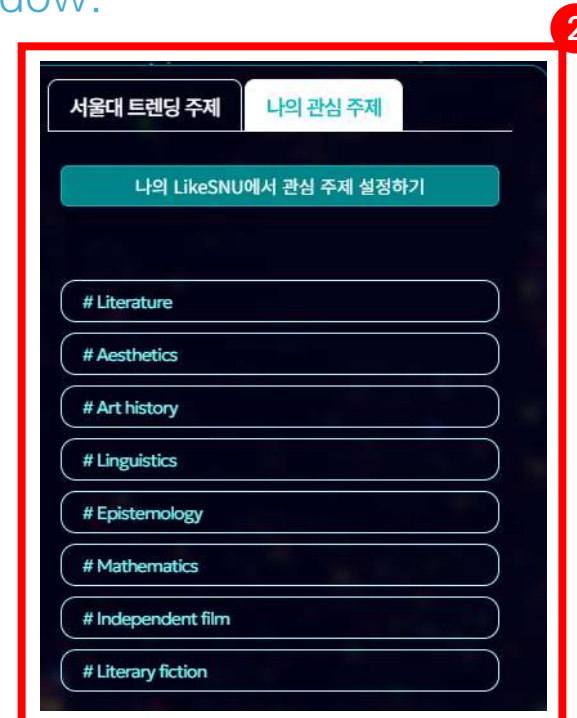 dow.
2
서울대 트렌딩 주제
나의 관심 주제
나의 LikeSNU에서 관심 주제 설정하기
# Literature
# Aesthetics
# Art history
# Linguistics
# Epistemology
# Mathematics
# Independent film
# Literary fiction